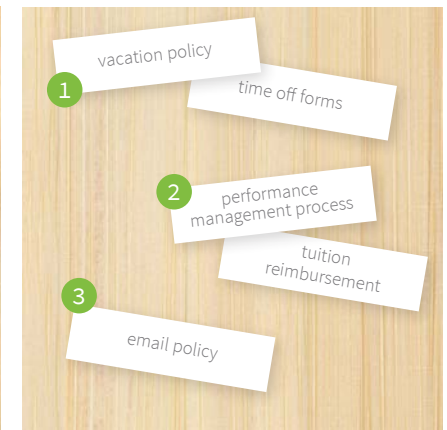 vacation policy
1
time off forms
2
performance
management process
tuition
reimbursement
3
email policy